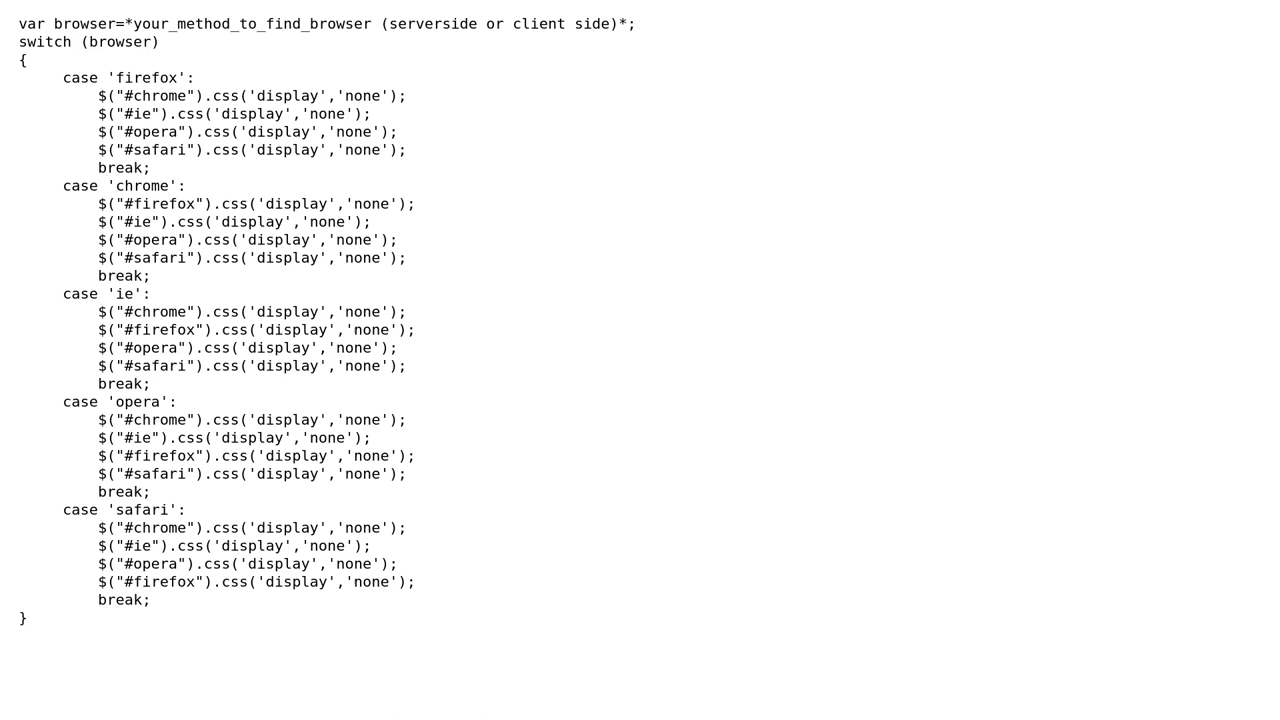 var browser=*your_method_to_find_browser (serverside or client side)*;
switch (browser)
{
     case 'firefox':
         $("#chrome").css('display','none');
         $("#ie").css('display','none');
         $("#opera").css('display','none');
         $("#safari").css('display','none');
         break;
     case 'chrome':
         $("#firefox").css('display','none');
         $("#ie").css('display','none');
         $("#opera").css('display','none');
         $("#safari").css('display','none');
         break;
     case 'ie':
         $("#chrome").css('display','none');
         $("#firefox").css('display','none');
         $("#opera").css('display','none');
         $("#safari").css('display','none');
         break;
     case 'opera':
         $("#chrome").css('display','none');
         $("#ie").css('display','none');
         $("#firefox").css('display','none');
         $("#safari").css('display','none');
         break;
     case 'safari':
         $("#chrome").css('display','none');
         $("#ie").css('display','none');
         $("#opera").css('display','none');
         $("#firefox").css('display','none');
         break;
}